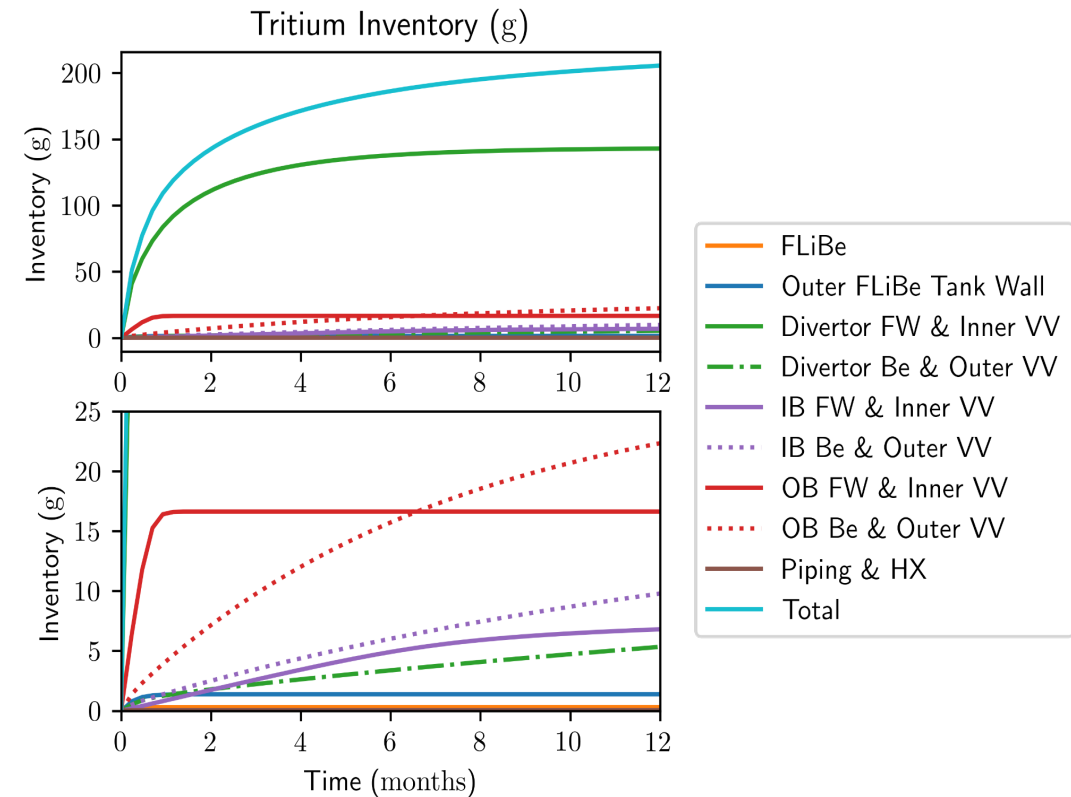 Tritium Inventory (g)
Inventory (g)
200
150
100
50
0
0 2 4 6 8 10 12
Inventory (g)
25
20
15
10
5
0
0 2 4 6 8 10 12
Time (months)
FLiBe
Outer FLiBe Tank Wall
Divertor FW & Inner VV
Divertor Be & Outer VV
IB FW & Inner VV
IB Be & Outer VV
OB FW & Inner VV
OB Be & Outer VV
Piping & HX
Total